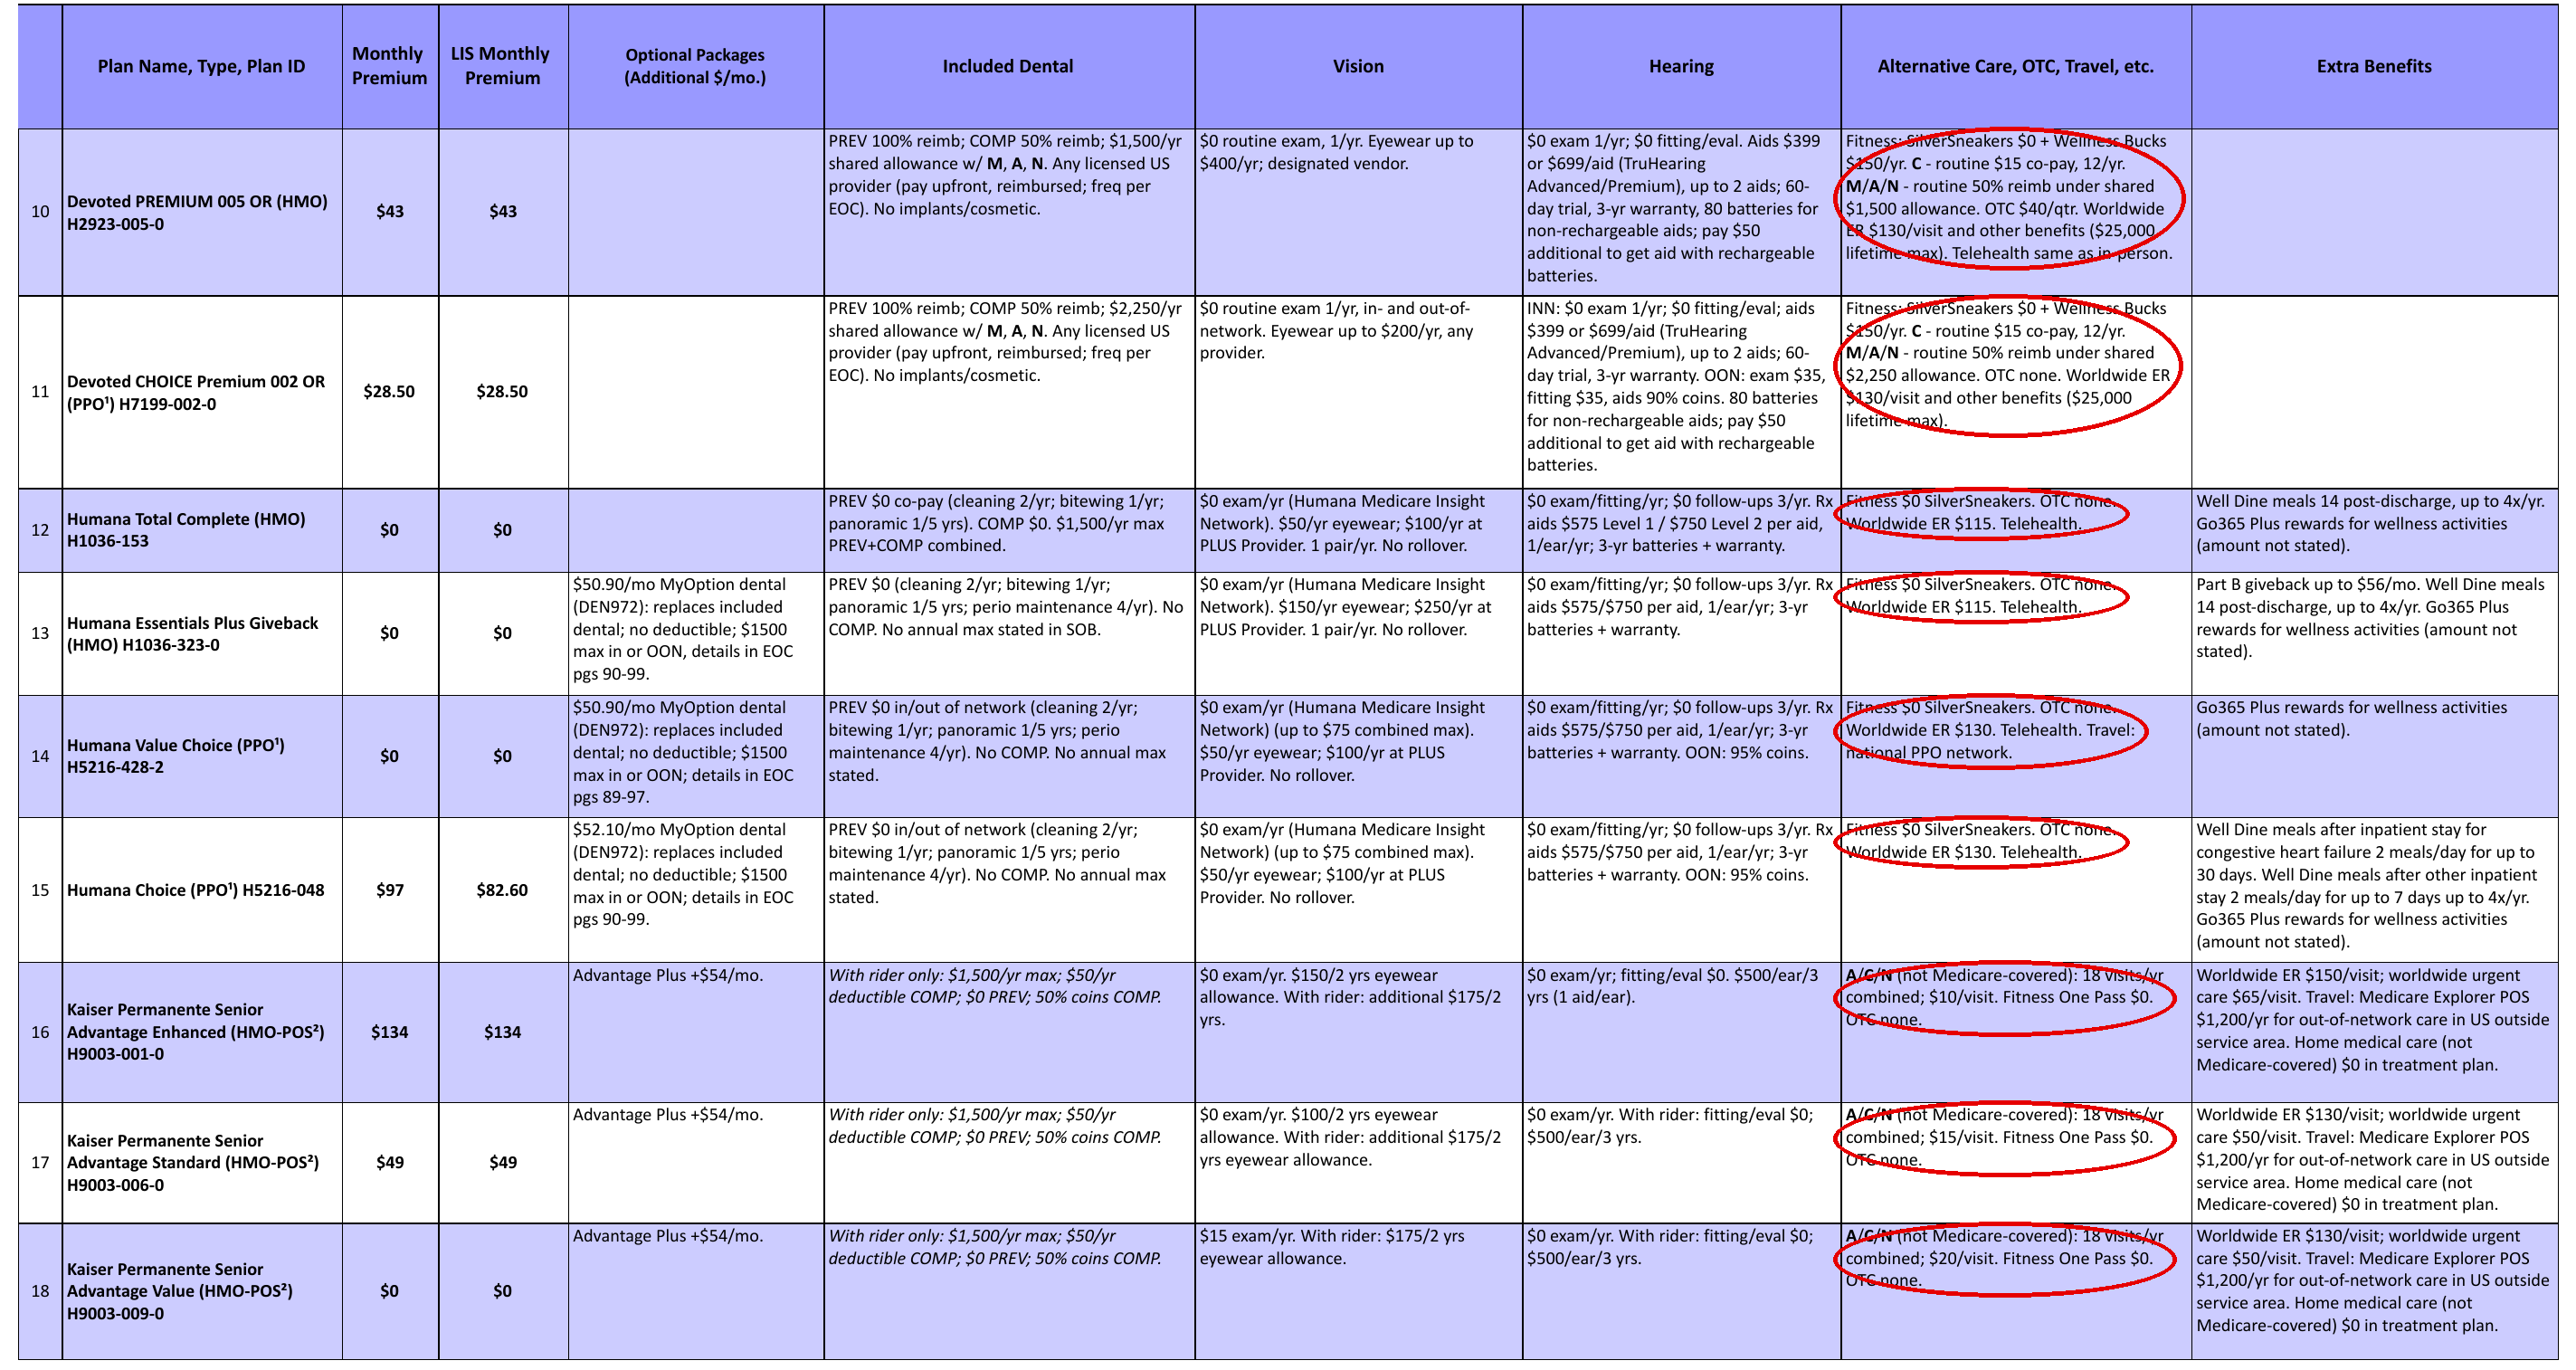 Plan Name, Type, Plan ID
Monthly
Premium
LIS Monthly
Premium
Optional Packages
(Additional $/mo.)
Included Dental
Vision
Hearing
Alternative Care, OTC, Travel, etc.
Extra Benefits
10
Devoted PREMIUM 005 OR (HMO)
H2923-005-0
$43
$43
PREV 100% reimb; COMP 50% reimb; $1,500/yr
shared allowance w/ M, A, N. Any licensed US
provider (pay upfront, reimbursed; freq per
EOC). No implants/cosmetic.
$0 routine exam, 1/yr. Eyewear up to
$400/yr; designated vendor.
$0 exam 1/yr; $0 fitting/eval. Aids $399
or $699/aid (TruHearing
Advanced/Premium), up to 2 aids; 60-
day trial, 3-yr warranty, 80 batteries for
non-rechargeable aids; pay $50
additional to get aid with rechargeable
batteries.
Fitness: SilverSneakers $0 + Wellness Bucks
$150/yr. C - routine $15 co-pay, 12/yr.
M/A/N - routine 50% reimb under shared
$1,500 allowance. OTC $40/qtr. Worldwide
ER $130/visit and other benefits ($25,000
lifetime max). Telehealth same as in-person.
11
Devoted CHOICE Premium 002 OR
(PPO¹) H7199-002-0
$28.50
$28.50
PREV 100% reimb; COMP 50% reimb; $2,250/yr
shared allowance w/ M, A, N. Any licensed US
provider (pay upfront, reimbursed; freq per
EOC). No implants/cosmetic.
$0 routine exam 1/yr, in- and out-of-
network. Eyewear up to $200/yr, any
provider.
INN: $0 exam 1/yr; $0 fitting/eval; aids
$399 or $699/aid (TruHearing
Advanced/Premium), up to 2 aids; 60-
day trial, 3-yr warranty. OON: exam $35,
fitting $35, aids 90% coins. 80 batteries
for non-rechargeable aids; pay $50
additional to get aid with rechargeable
batteries.
Fitness: SilverSneakers $0 + Wellness Bucks
$150/yr. C - routine $15 co-pay, 12/yr.
M/A/N - routine 50% reimb under shared
$2,250 allowance. OTC none. Worldwide ER
$130/visit and other benefits ($25,000
lifetime max).
12
Humana Total Complete (HMO)
H1036-153
$0
$0
PREV $0 co-pay (cleaning 2/yr; bitewing 1/yr;
panoramic 1/5 yrs). COMP $0. $1,500/yr max
PREV+COMP combined.
$0 exam/yr (Humana Medicare Insight
Network). $50/yr eyewear; $100/yr at
PLUS Provider. 1 pair/yr. No rollover.
$0 exam/fitting/yr; $0 follow-ups 3/yr. Rx
aids $575 Level 1 / $750 Level 2 per aid,
1/ear/yr; 3-yr batteries + warranty.
Fitness $0 SilverSneakers. OTC none.
Worldwide ER $115. Telehealth.
Well Dine meals 14 post-discharge, up to 4x/yr.
Go365 Plus rewards for wellness activities
(amount not stated).
13
Humana Essentials Plus Giveback
(HMO) H1036-323-0
$0
$0
$50.90/mo MyOption dental
(DEN972): replaces included
dental; no deductible; $1500
max in or OON, details in EOC
pgs 90-99.
PREV $0 (cleaning 2/yr; bitewing 1/yr;
panoramic 1/5 yrs; perio maintenance 4/yr). No
COMP. No annual max stated in SOB.
$0 exam/yr (Humana Medicare Insight
Network). $150/yr eyewear; $250/yr at
PLUS Provider. 1 pair/yr. No rollover.
$0 exam/fitting/yr; $0 follow-ups 3/yr. Rx
aids $575/$750 per aid, 1/ear/yr; 3-yr
batteries + warranty.
Fitness $0 SilverSneakers. OTC none.
Worldwide ER $115. Telehealth.
Part B giveback up to $56/mo. Well Dine meals
14 post-discharge, up to 4x/yr. Go365 Plus
rewards for wellness activities (amount not
stated).
14
Humana Value Choice (PPO¹)
H5216-428-2
$0
$0
$50.90/mo MyOption dental
(DEN972): replaces included
dental; no deductible; $1500
max in or OON; details in EOC
pgs 89-97.
PREV $0 in/out of network (cleaning 2/yr;
bitewing 1/yr; panoramic 1/5 yrs; perio
maintenance 4/yr). No COMP. No annual max
stated.
$0 exam/yr (Humana Medicare Insight
Network) (up to $75 combined max).
$50/yr eyewear; $100/yr at PLUS
Provider. No rollover.
$0 exam/fitting/yr; $0 follow-ups 3/yr. Rx
aids $575/$750 per aid, 1/ear/yr; 3-yr
batteries + warranty. OON: 95% coins.
Fitness $0 SilverSneakers. OTC none.
Worldwide ER $130. Telehealth. Travel:
national PPO network.
Go365 Plus rewards for wellness activities
(amount not stated).
15
Humana Choice (PPO¹) H5216-048
$97
$82.60
$52.10/mo MyOption dental
(DEN972): replaces included
dental; no deductible; $1500
max in or OON; details in EOC
pgs 90-99.
PREV $0 in/out of network (cleaning 2/yr;
bitewing 1/yr; panoramic 1/5 yrs; perio
maintenance 4/yr). No COMP. No annual max
stated.
$0 exam/yr (Humana Medicare Insight
Network) (up to $75 combined max).
$50/yr eyewear; $100/yr at PLUS
Provider. No rollover.
$0 exam/fitting/yr; $0 follow-ups 3/yr. Rx
aids $575/$750 per aid, 1/ear/yr; 3-yr
batteries + warranty. OON: 95% coins.
Fitness $0 SilverSneakers. OTC none.
Worldwide ER $130. Telehealth.
Well Dine meals after inpatient stay for
congestive heart failure 2 meals/day for up to
30 days. Well Dine meals after other inpatient
stay 2 meals/day for up to 7 days up to 4x/yr.
Go365 Plus rewards for wellness activities
(amount not stated).
16
Kaiser Permanente Senior
Advantage Enhanced (HMO-POS²)
H9003-001-0
$134
$134
Advantage Plus +$54/mo.
With rider only: $1,500/yr max; $50/yr
deductible COMP; $0 PREV; 50% coins COMP.
$0 exam/yr. $150/2 yrs eyewear
allowance. With rider: additional $175/2
yrs.
$0 exam/yr; fitting/eval $0. $500/ear/3
yrs (1 aid/ear).
A/C/N (not Medicare-covered): 18 visits/yr
combined; $10/visit. Fitness One Pass $0.
OTC none.
Worldwide ER $150/visit; worldwide urgent
care $65/visit. Travel: Medicare Explorer POS
$1,200/yr for out-of-network care in US outside
service area. Home medical care (not
Medicare-covered) $0 in treatment plan.
17
Kaiser Permanente Senior
Advantage Standard (HMO-POS²)
H9003-006-0
$49
$49
Advantage Plus +$54/mo.
With rider only: $1,500/yr max; $50/yr
deductible COMP; $0 PREV; 50% coins COMP.
$0 exam/yr. $100/2 yrs eyewear
allowance. With rider: additional $175/2
yrs eyewear allowance.
$0 exam/yr. With rider: fitting/eval $0;
$500/ear/3 yrs.
A/C/N (not Medicare-covered): 18 visits/yr
combined; $15/visit. Fitness One Pass $0.
OTC none.
Worldwide ER $130/visit; worldwide urgent
care $50/visit. Travel: Medicare Explorer POS
$1,200/yr for out-of-network care in US outside
service area. Home medical care (not
Medicare-covered) $0 in treatment plan.
18
Kaiser Permanente Senior
Advantage Value (HMO-POS²)
H9003-009-0
$0
$0
Advantage Plus +$54/mo.
With rider only: $1,500/yr max; $50/yr
deductible COMP; $0 PREV; 50% coins COMP.
$15 exam/yr. With rider: $175/2 yrs
eyewear allowance.
$0 exam/yr. With rider: fitting/eval $0;
$500/ear/3 yrs.
A/C/N (not Medicare-covered): 18 visits/yr
combined; $20/visit. Fitness One Pass $0.
OTC none.
Worldwide ER $130/visit; worldwide urgent
care $50/visit. Travel: Medicare Explorer POS
$1,200/yr for out-of-network care in US outside
service area. Home medical care (not
Medicare-covered) $0 in treatment plan.